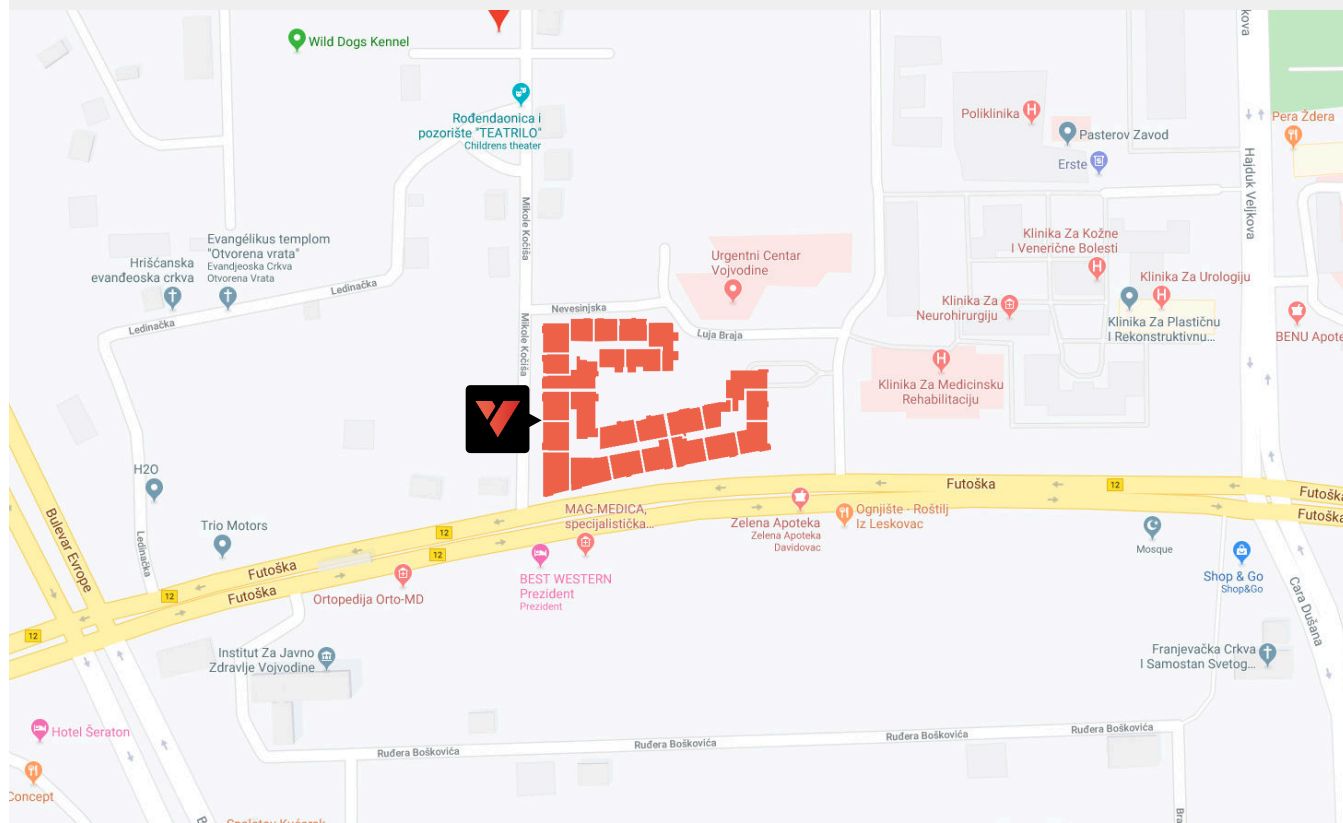 Wild Dogs Kennel
Rođendaonica i
pozorište "TEATRILO"
Childrens theater
Poliklinika
Pasterov Zavod
Erste
Pera Ždera
kova
Hajduk Veljkova
Mikole Kočiša
Evangélikus templom
"Otvorena vrata"
Evandjeoska Crkva
Otvorena Vrata
Hrišćanska
evanđeoska crkva
Ledinačka
Ledinačka
Urgentni Centar
Vojvodine
Klinika Za Kožne
I Venerične Bolesti
Klinika Za Urologiju
Klinika Za
Neurohirurgiju
Klinika Za Plastičnu
I Rekonstruktivnu...
BENU Apote
Nevesinjska
Luja Braja
Mikole Kočiša
Klinika Za Medicinsku
Rehabilitaciju
H2O
Trio Motors
Bulevar Evrope
Ledinačka
MAG-MEDICA,
specijalistička...
Zelena Apoteka
Zelena Apoteka
Davidovac
Ognjište - Roštilj
Iz Leskovac
Futoška
12
Futoška
Futoška
Mosque
Shop & Go
Shop&Go
Cara Dušana
12
12
Futoška
Futoška
12
12
BEST WESTERN
Prezident
Prezident
Ortopedija Orto-MD
Institut Za Javno
Zdravlje Vojvodine
Franjevačka Crkva
I Samostan Svetog...
Hotel Šeraton
Ruđera Boškovića
Ruđera Boškovića
Ruđera Boškovića
Ruđera Boškovića
Concept
B
Bra